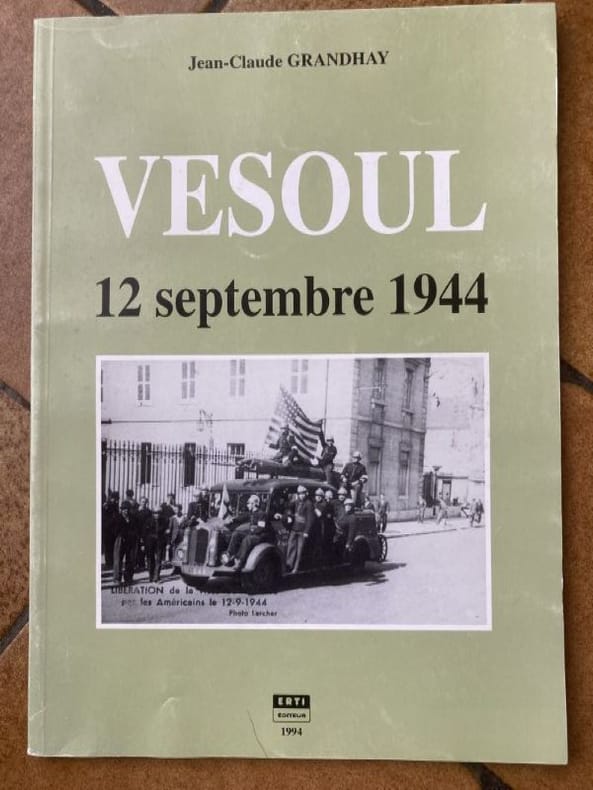 Jean-Claude GRANDHAY
VESOUL
12 septembre 1944
LIBERATION de la
par les Américains le 12-9-1944
Photo Lercher
ERTI
EDITEUR
1994